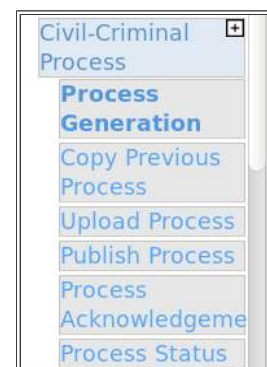 Civil-Criminal
Process
Process
Generation
Copy Previous
Process
Upload Process
Publish Process
Process
Acknowledgeme
Process Status